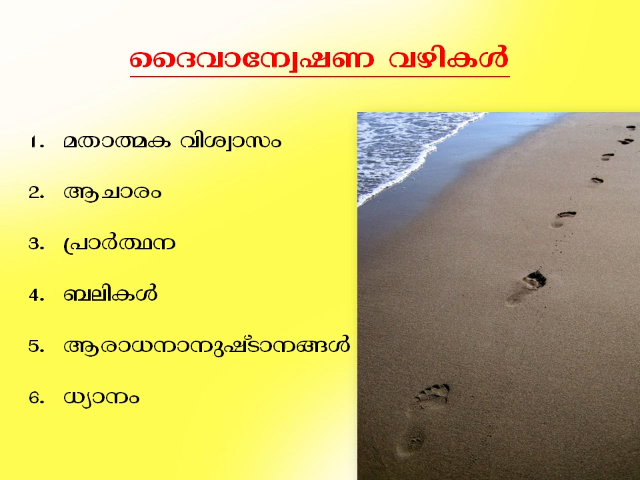 ദൈവാന്വേഷണ വഴികൾ
1. മതാത്മക വിശ്വാസം
2. ആചാരം
3. പ്രാർത്ഥന
4. ബലികൾ
5. ആരാധനാനുഷ്ടാനങ്ങൾ
6. ധ്യാനം